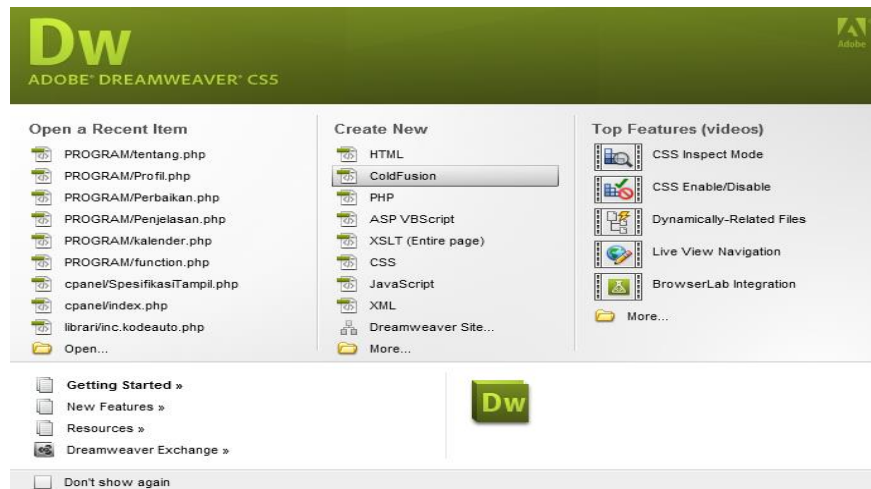 Dw
ADOBE® DREAMWEAVER® CS5
Adobe
Open a Recent Item
PROGRAM/tentang.php
PROGRAM/Profil.php
PROGRAM/Perbaikan.php
PROGRAM/Penjelasan.php
PROGRAM/kalender.php
PROGRAM/function.php
cpanel/SpesifikasiTampil.php
cpanel/index.php
librari/inc.kodeauto.php
Open...
Create New
HTML
ColdFusion
PHP
ASP VBScript
XSLT (Entire page)
CSS
JavaScript
XML
Dreamweaver Site...
More...
Top Features (videos)
CSS Inspect Mode
CSS Enable/Disable
Dynamically-Related Files
Live View Navigation
BrowserLab Integration
More...
Getting Started »
New Features »
Resources »
Dreamweaver Exchange »
Dw
Don't show again